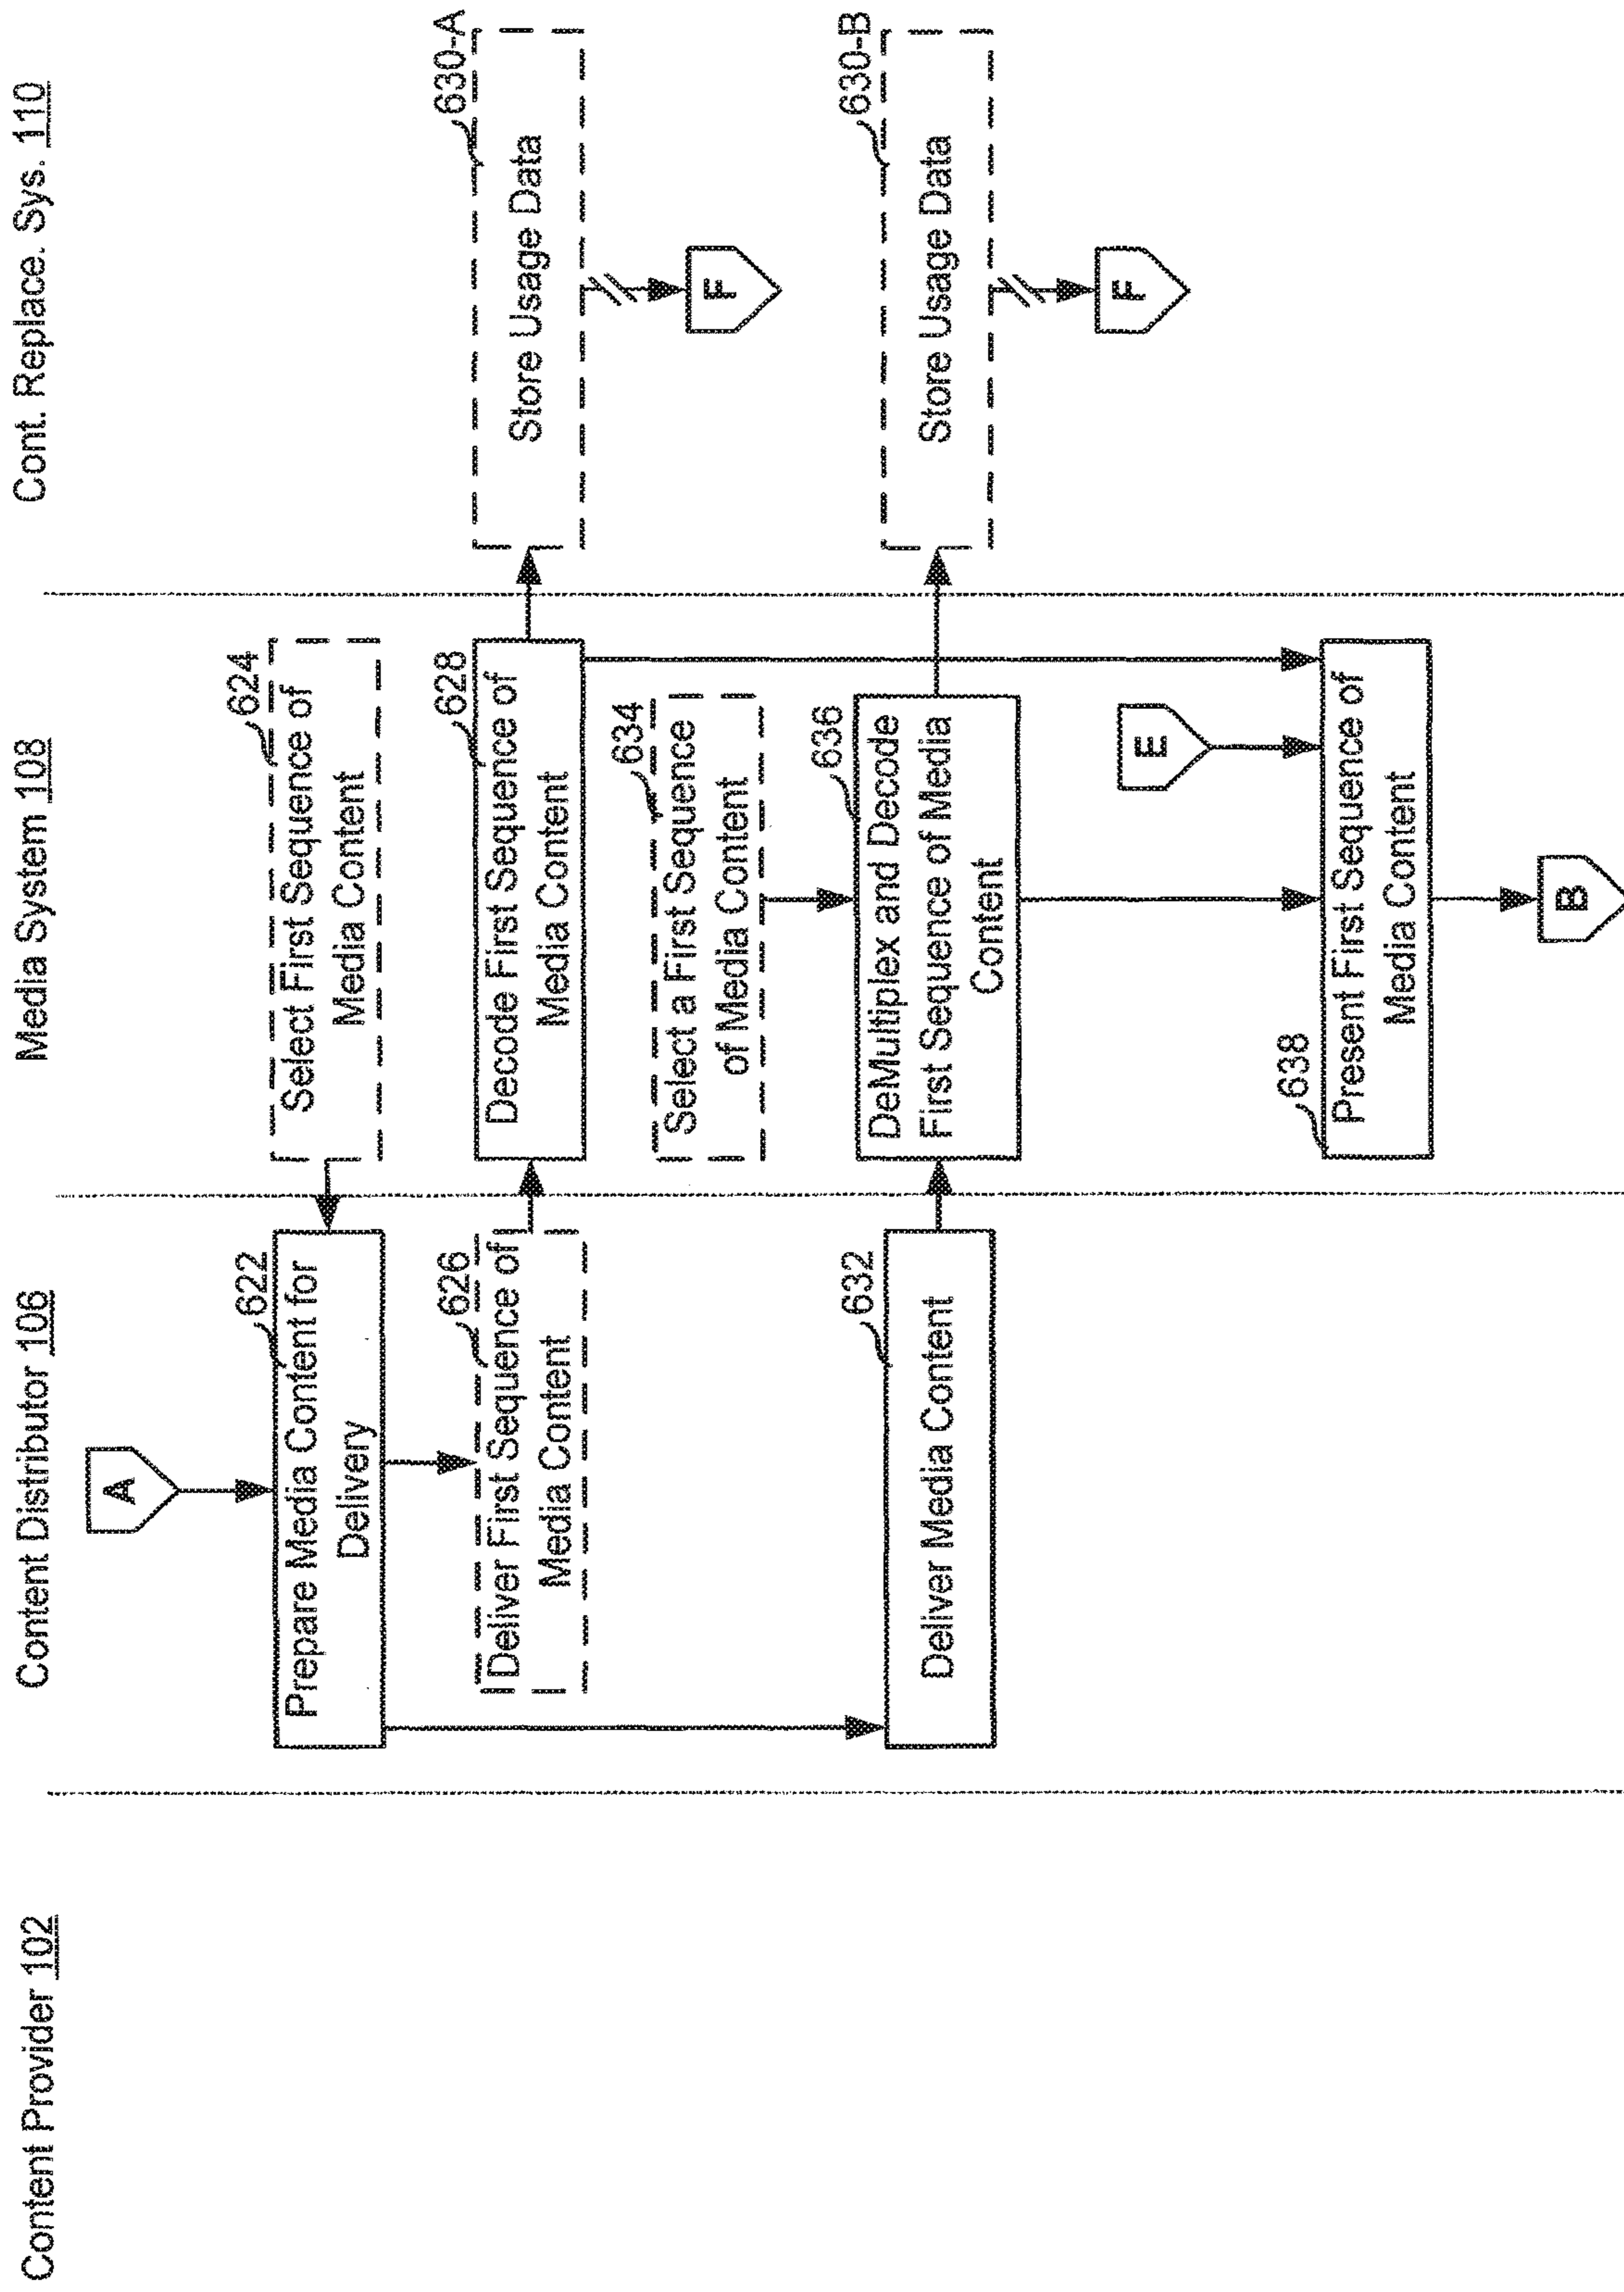 Content Provider 102
Content Distributor 106
Media System 108
Cont. Replace. Sys. 110
A
622
Prepare Media Content for
Delivery
624
Select First Sequence of
Media Content
626
Deliver First Sequence of
Media Content
628
Decode First Sequence of
Media Content
630-A
Store Usage Data
F
634
Select a First Sequence
of Media Content
632
Deliver Media Content
636
DeMultiplex and Decode
First Sequence of Media
Content
630-B
Store Usage Data
F
E
638
Present First Sequence of
Media Content
B